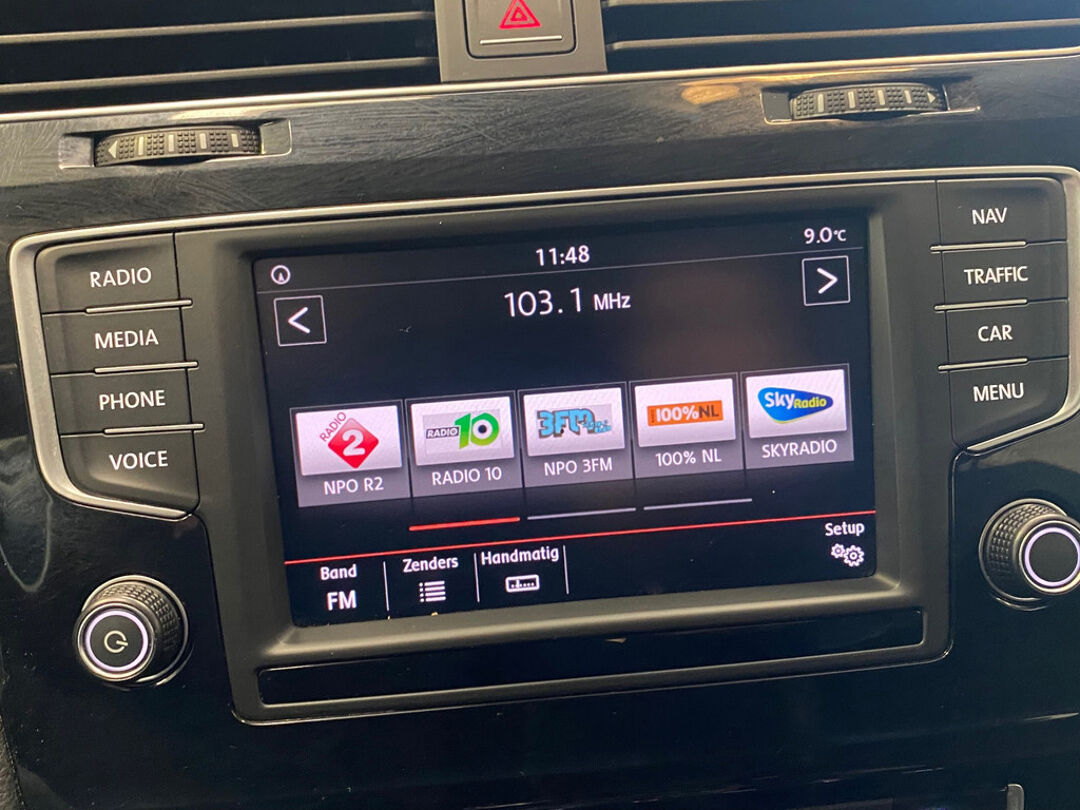 RADIO
MEDIA
PHONE
VOICE
11:48
9.0°C
<
103.1 MHz
>
RADIO 2
RADIO 10
3FM
100%NL
Sky Radio
NPO R2
RADIO 10
NPO 3FM
100% NL
SKYRADIO
Band
FM
Zenders
Handmatig
Setup
NAV
TRAFFIC
CAR
MENU